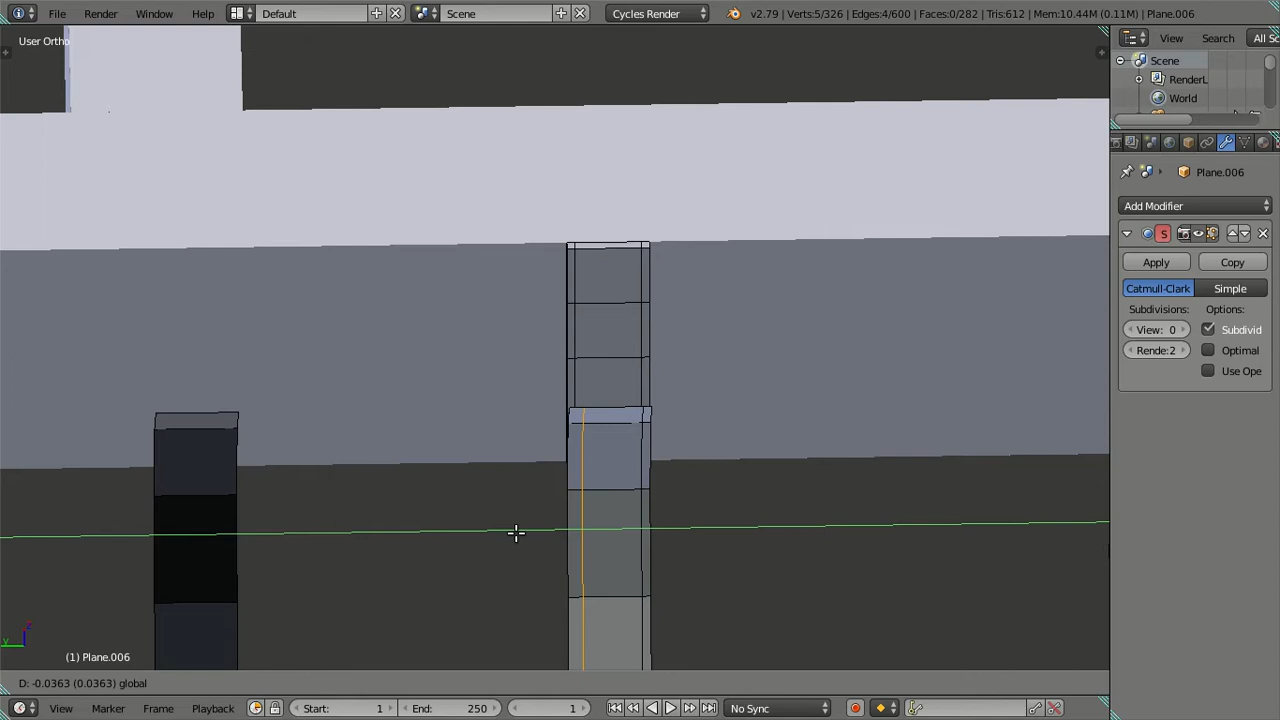 File Render Window Help Default Scene Cycles Render v2.79 | Verts:5/326 | Edges:4/600 | Faces:0/282 | Tris:612 | Mem:10.44M (0.11M) | Plane.006
User Ortho
View Search All Sc
Scene
RenderL
World
Plane.006
Add Modifier
S
Apply Copy
Catmull-Clark Simple
Subdivisions: Options:
View: 0 Subdivid
Rende:2 Optimal
Use Ope
z
y
(1) Plane.006
D: -0.0363 (0.0363) global
View Marker Frame Playback Start: 1 End: 250 1 No Sync